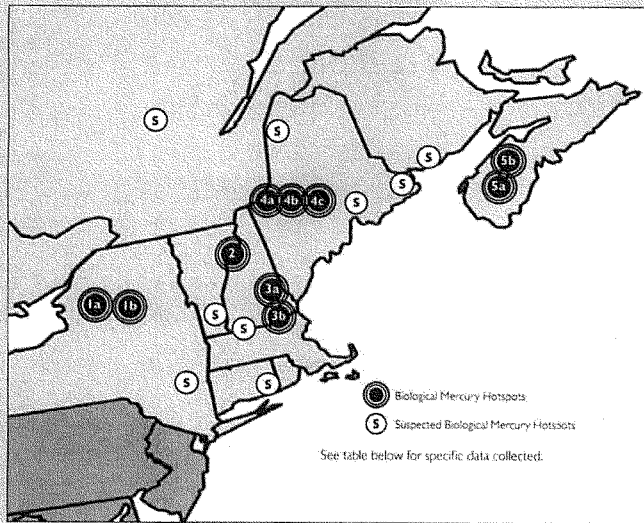 S
S
5b
S
5a
S
4a 4b 4c
S
2
3a
1a 1b
S
3b
S
S
S
Biological Mercury Hotspots
S Suspected Biological Mercury Hotspots
See table below for specific data collected.